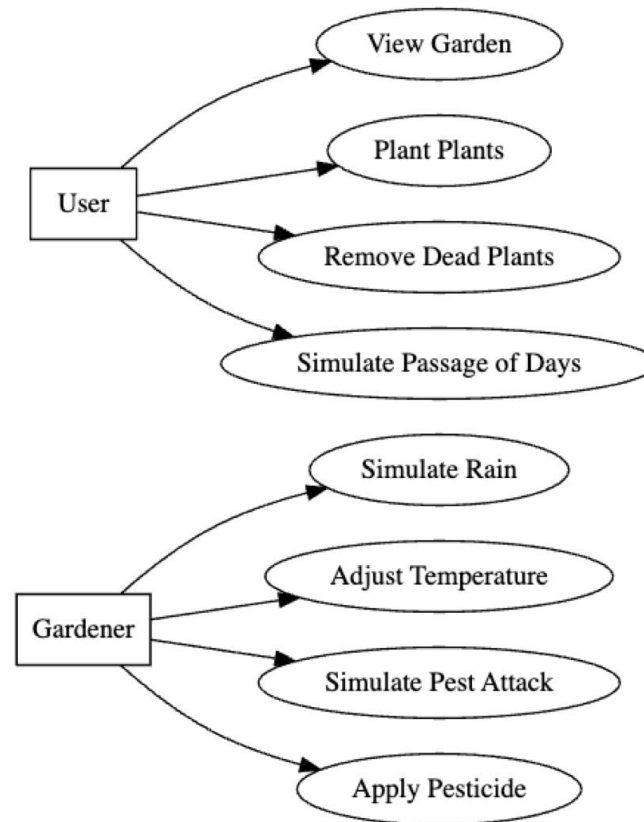 View Garden
Plant Plants
User
Remove Dead Plants
Simulate Passage of Days
Simulate Rain
Adjust Temperature
Gardener
Simulate Pest Attack
Apply Pesticide